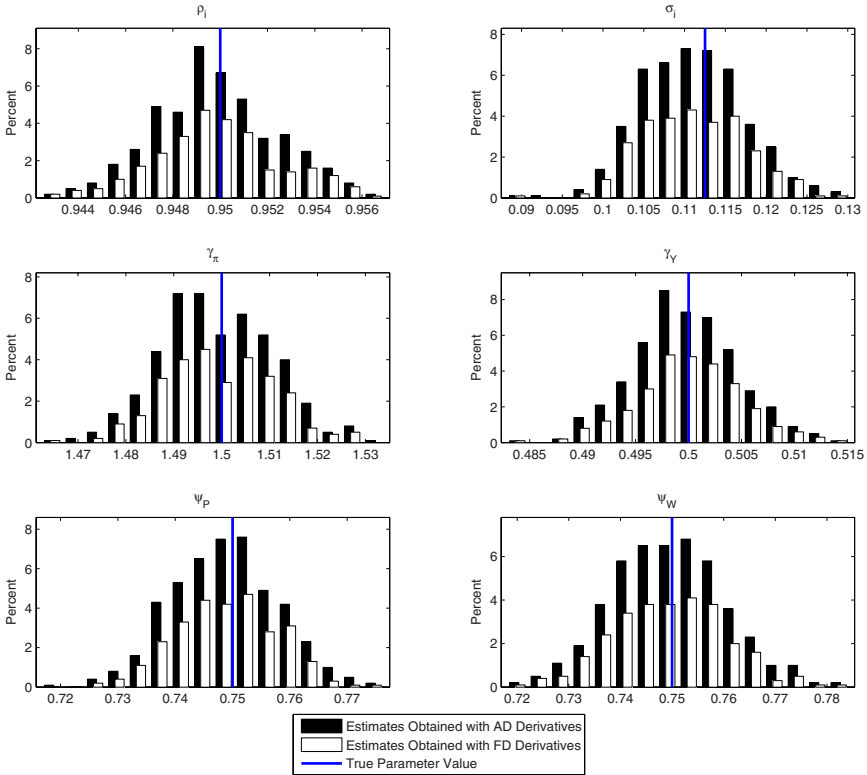 ρi
Percent
8
6
4
2
0
0.944 0.946 0.948 0.95 0.952 0.954 0.956
σi
Percent
6
4
2
0
0.09 0.095 0.1 0.105 0.11 0.115 0.12 0.125 0.13
γπ
Percent
8
6
4
2
0
1.47 1.48 1.49 1.5 1.51 1.52 1.53
γY
Percent
8
6
4
2
0
0.485 0.49 0.495 0.5 0.505 0.51 0.515
ψP
Percent
8
6
4
2
0
0.72 0.73 0.74 0.75 0.76 0.77
ψW
Percent
6
4
2
0
0.72 0.73 0.74 0.75 0.76 0.77 0.78
Estimates Obtained with AD Derivatives
Estimates Obtained with FD Derivatives
True Parameter Value